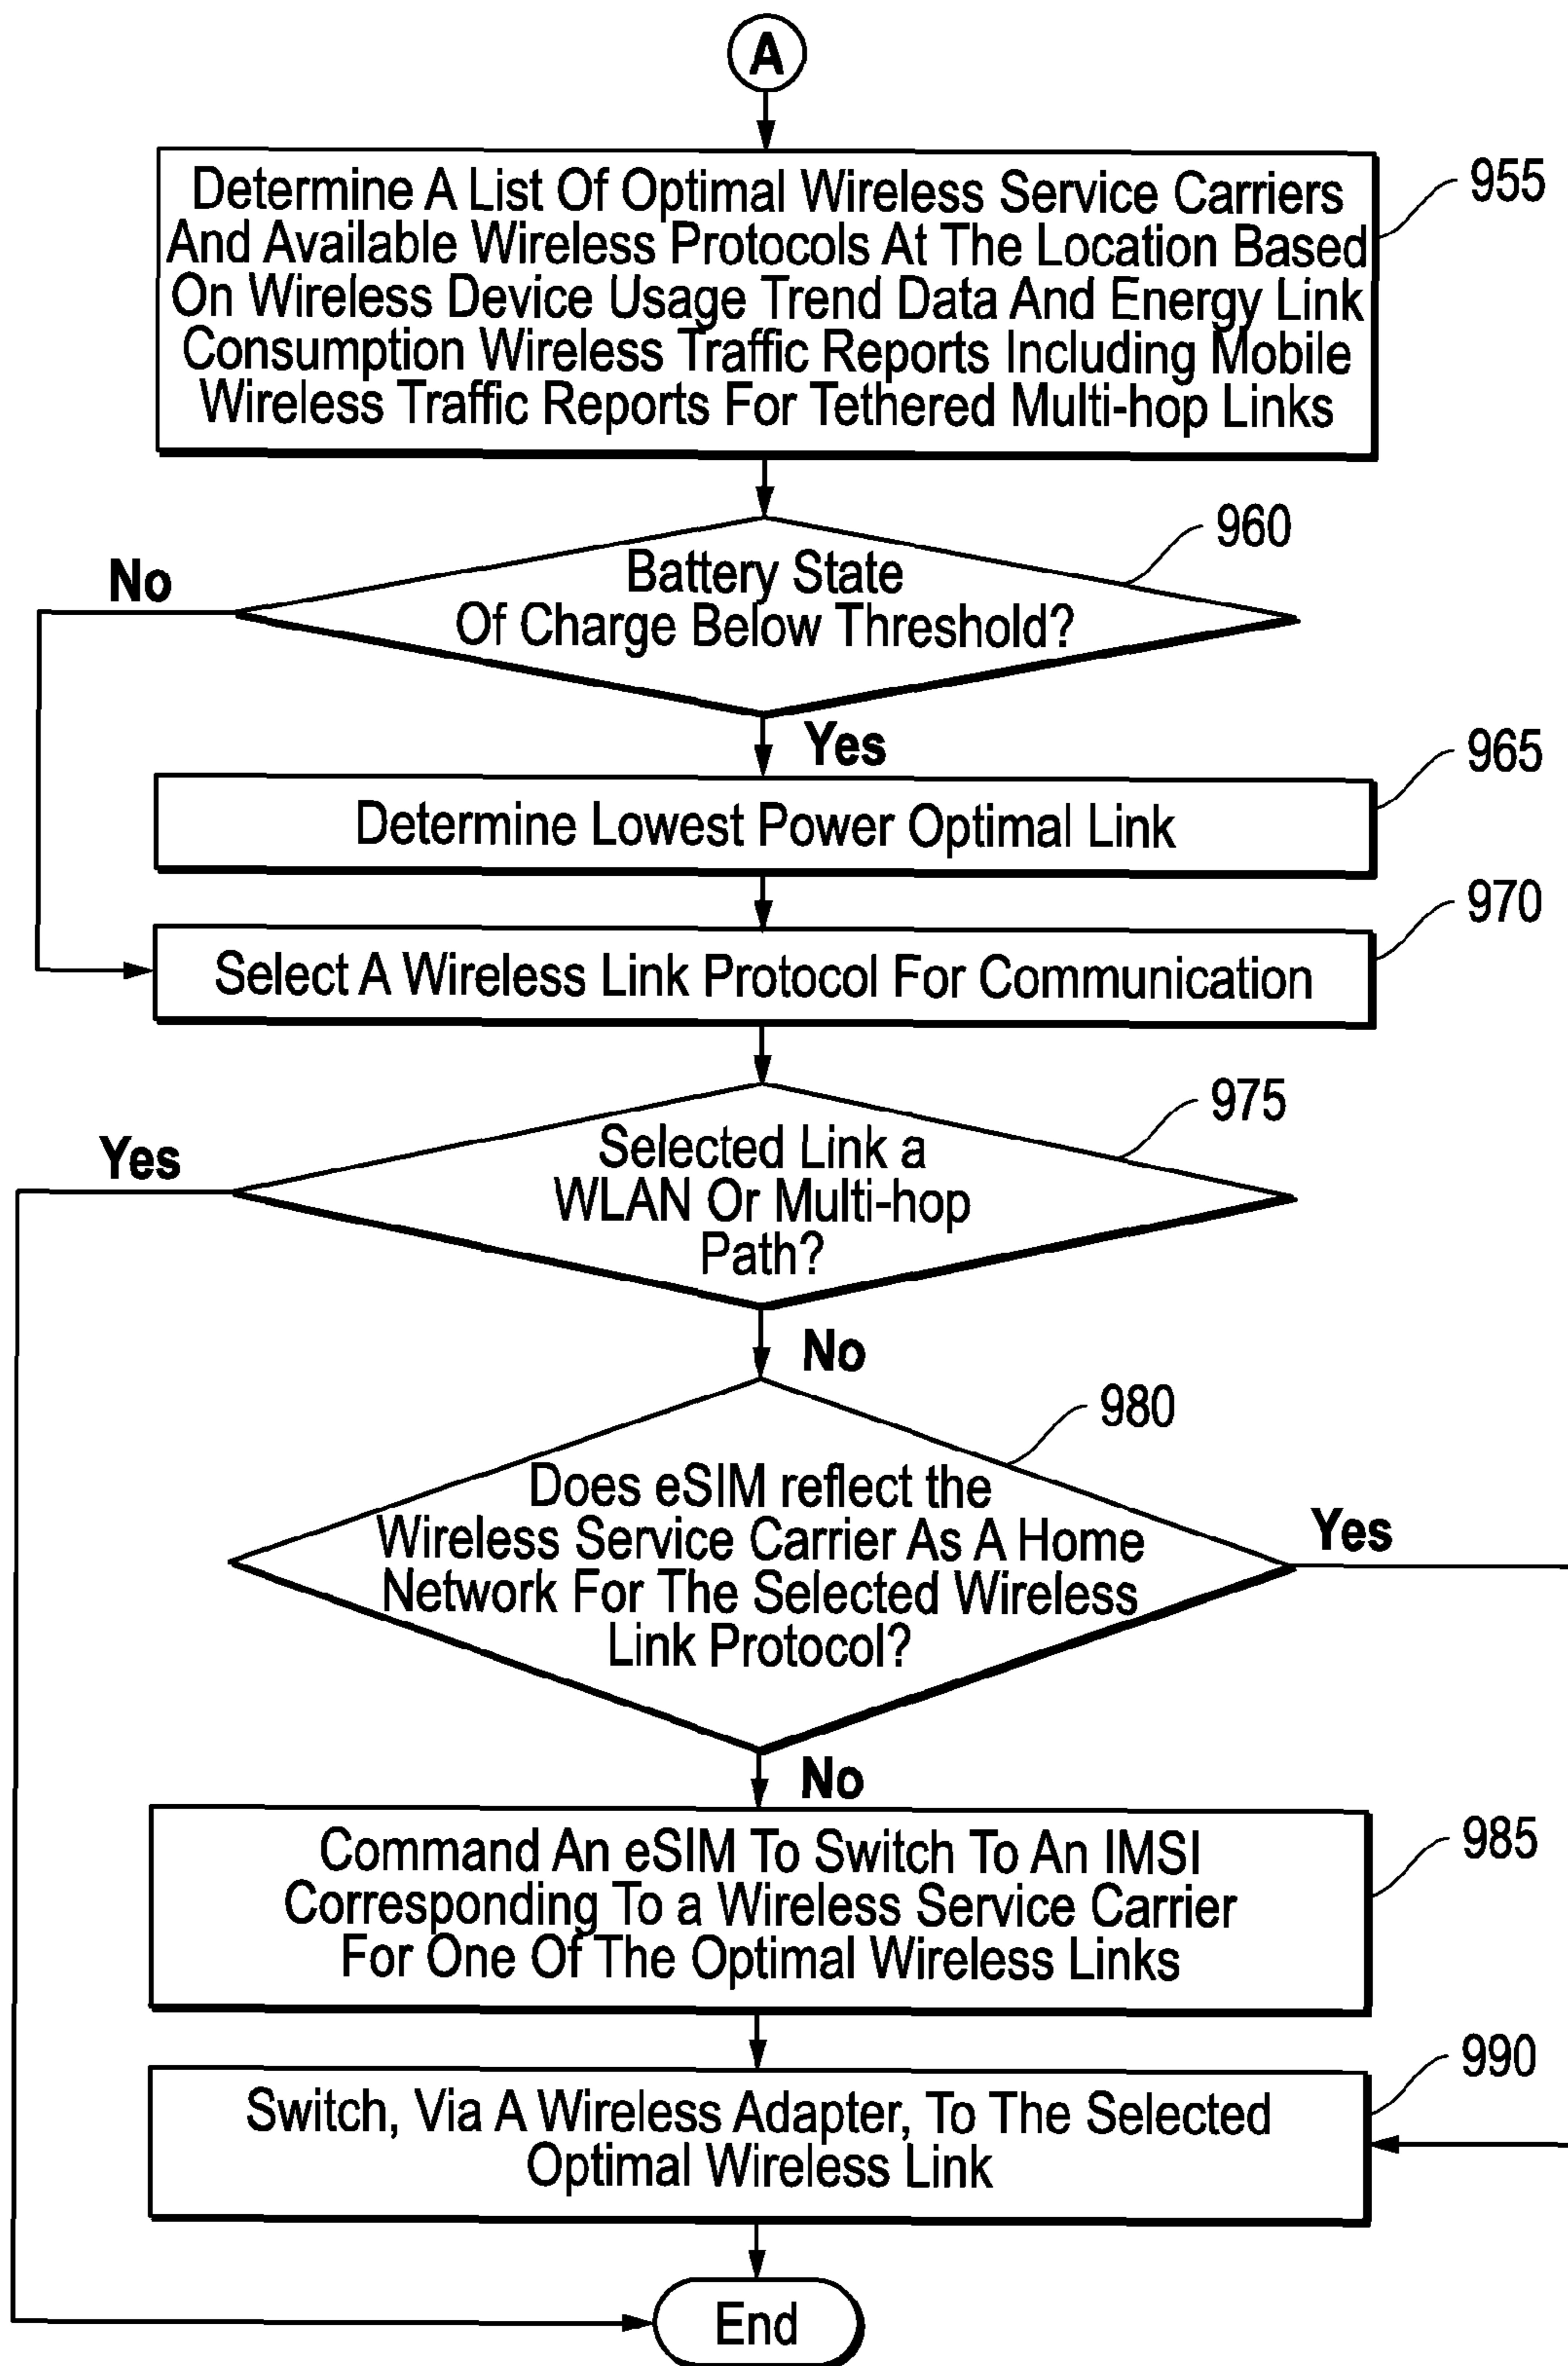 A
Determine A List Of Optimal Wireless Service Carriers
And Available Wireless Protocols At The Location Based
On Wireless Device Usage Trend Data And Energy Link
Consumption Wireless Traffic Reports Including Mobile
Wireless Traffic Reports For Tethered Multi-hop Links
955
Battery State
Of Charge Below Threshold?
960
No
Yes
Determine Lowest Power Optimal Link
965
Select A Wireless Link Protocol For Communication
970
Selected Link a
WLAN Or Multi-hop
Path?
975
Yes
No
Does eSIM reflect the
Wireless Service Carrier As A Home
Network For The Selected Wireless
Link Protocol?
980
Yes
No
Command An eSIM To Switch To An IMSI
Corresponding To a Wireless Service Carrier
For One Of The Optimal Wireless Links
985
Switch, Via A Wireless Adapter, To The Selected
Optimal Wireless Link
990
End